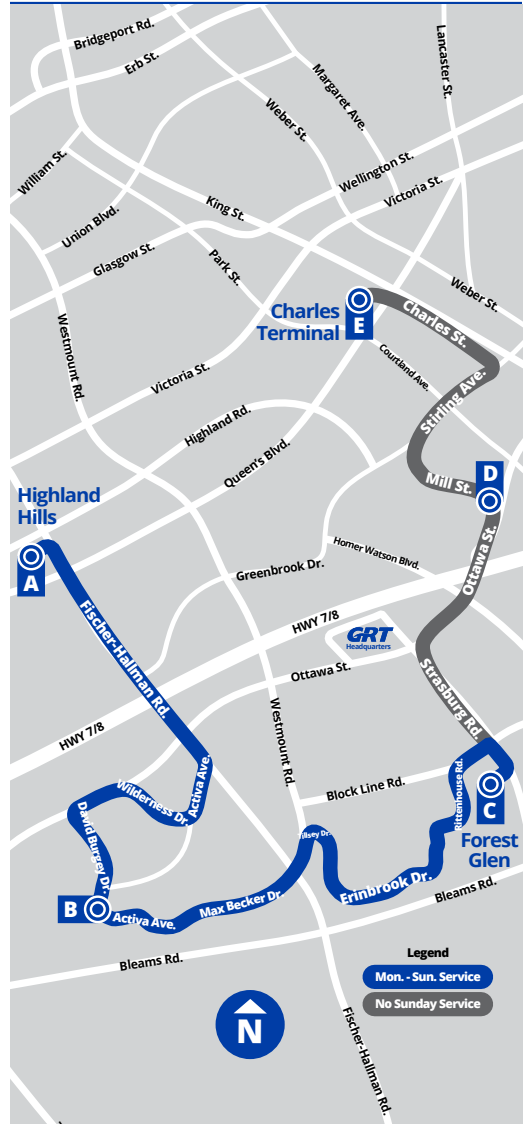 Bridgeport Rd.
Erb St.
Lancaster St.
Margaret Ave.
Weber St.
William St.
Wellington St.
Victoria St.
King St.
Union Blvd.
Glasgow St.
Park St.
Weber St.
Charles
Terminal
E
Charles St.
Westmount Rd.
Courtland Ave.
Victoria St.
Stirling Ave.
Highland Rd.
Queen's Blvd.
D
Mill St.
Highland
Hills
A
Homer Watson Blvd.
Ottawa St.
Greenbrook Dr.
HWY 7/8
GRT
Headquarters
Fischer-Hallman Rd.
Ottawa St.
Strasburg Rd.
HWY 7/8
Westmount Rd.
Activa Ave.
Wilderness Dr.
Block Line Rd.
Rittenhouse Rd.
C
Forest
Glen
David Burgey Dr.
Tilsey Dr.
Erinbrook Dr.
Bleams Rd.
B
Activa Ave.
Max Becker Dr.
Bleams Rd.
Legend
Mon. - Sun. Service
No Sunday Service
N
Fischer-Hallman Rd.